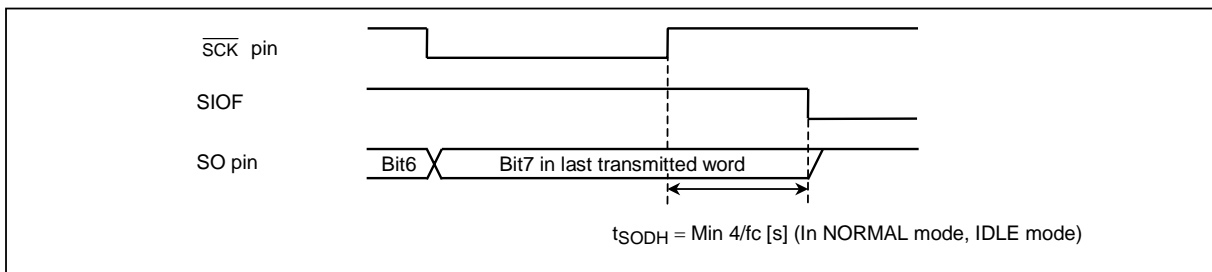 SCK pin
SIOF
SO pin
Bit6
Bit7 in last transmitted word
tSODH = Min 4/fc [s] (In NORMAL mode, IDLE mode)